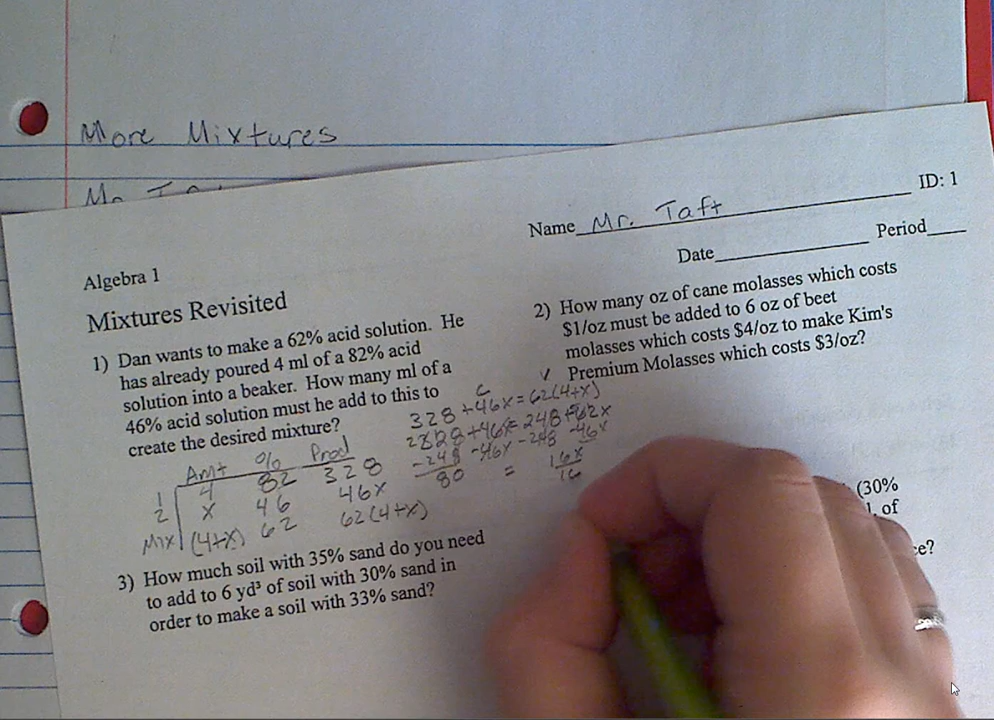 More Mixtures
Name Mr. Taft ID: 1
Date Period
Algebra 1
Mixtures Revisited
1) Dan wants to make a 62% acid solution. He
has already poured 4 ml of a 82% acid
solution into a beaker. How many ml of a
46% acid solution must he add to this to
create the desired mixture?
Amt % Prod
1 4 82 328
2 x 46 46x
Mix (4+x) 62 62(4+x)
328 + 46x = 62(4+x)
328 + 46x = 248 + 62x
-248 -46x -248 -46x
80 = 16x
16
2) How many oz of cane molasses which costs
$1/oz must be added to 6 oz of beet
molasses which costs $4/oz to make Kim's
Premium Molasses which costs $3/oz?
3) How much soil with 35% sand do you need
to add to 6 yd³ of soil with 30% sand in
order to make a soil with 33% sand?
(30%
of